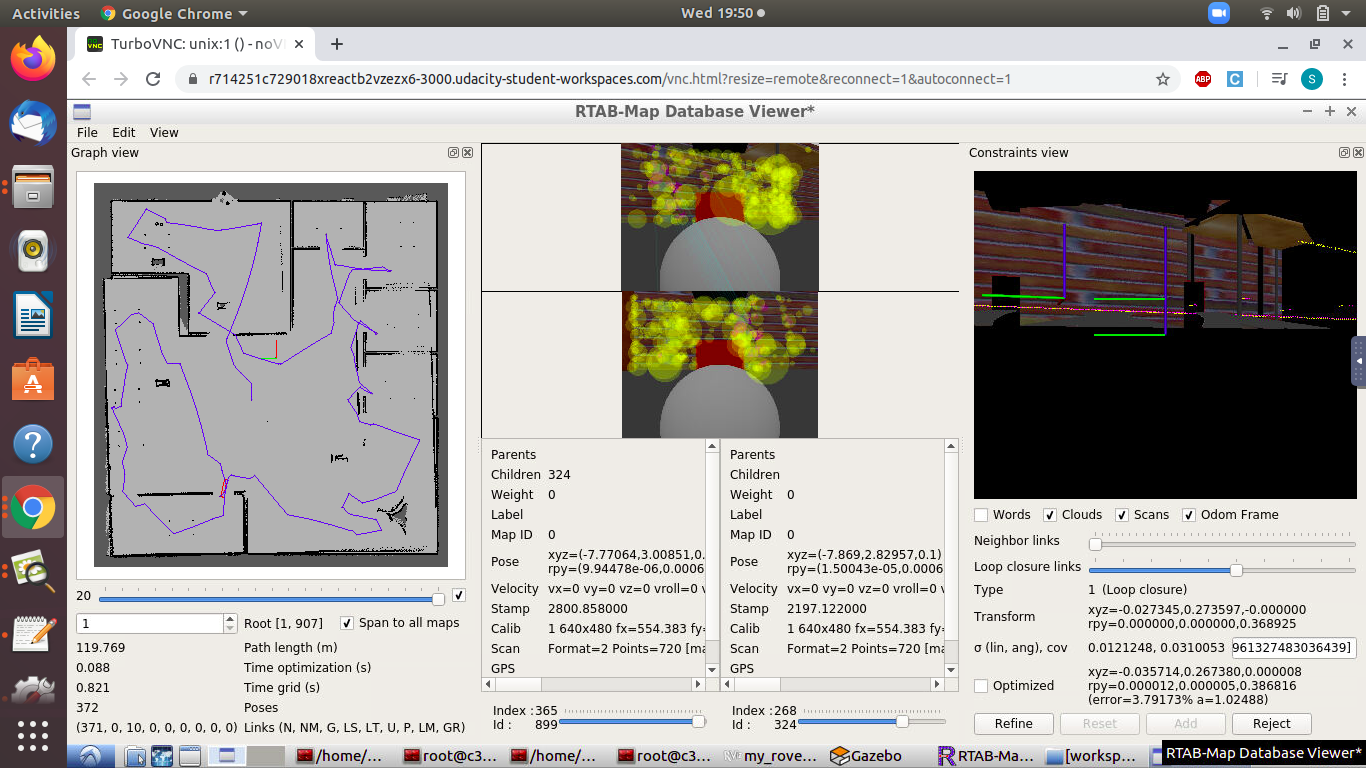 Activities
Google Chrome
Wed 19:50
TurboVNC: unix:1 () - noV
r714251c729018xreactb2vzezx6-3000.udacity-student-workspaces.com/vnc.html?resize=remote&reconnect=1&autoconnect=1
ABP
C
S
RTAB-Map Database Viewer*
File Edit View
Graph view
Constraints view
20
1
Root [1, 907]
Span to all maps
119.769 Path length (m)
0.088 Time optimization (s)
0.821 Time grid (s)
372 Poses
(371, 0, 10, 0, 0, 0, 0, 0, 0) Links (N, NM, G, LS, LT, U, P, LM, GR)
Parents
Children 324
Weight 0
Label
Map ID 0
Pose xyz=(-7.77064,3.00851,0.
rpy=(9.94478e-06,0.0006
Velocity vx=0 vy=0 vz=0 vroll=0 v
Stamp 2800.858000
Calib 1 640x480 fx=554.383 fy=
Scan Format=2 Points=720 [ma
GPS
Index :365
Id : 899
Parents
Children
Weight 0
Label
Map ID 0
Pose xyz=(-7.869,2.82957,0.1)
rpy=(1.50043e-05,0.0006
Velocity vx=0 vy=0 vz=0 vroll=0 v
Stamp 2197.122000
Calib 1 640x480 fx=554.383 fy=
Scan Format=2 Points=720 [ma
GPS
Index :268
Id : 324
Words Clouds Scans Odom Frame
Neighbor links
Loop closure links
Type 1 (Loop closure)
Transform xyz=-0.027345,0.273597,-0.000000
rpy=0.000000,0.000000,0.368925
σ (lin, ang), cov 0.0121248, 0.0310053 961327483036439]
Optimized xyz=-0.035714,0.267380,0.000008
rpy=0.000012,0.000005,0.386816
(error=3.79173% a=1.02488)
Refine Reset Add Reject
/home/... root@c3... /home/... root@c3... my_rove... Gazebo RTAB-Ma... [worksp... RTAB-Map Database Viewer*